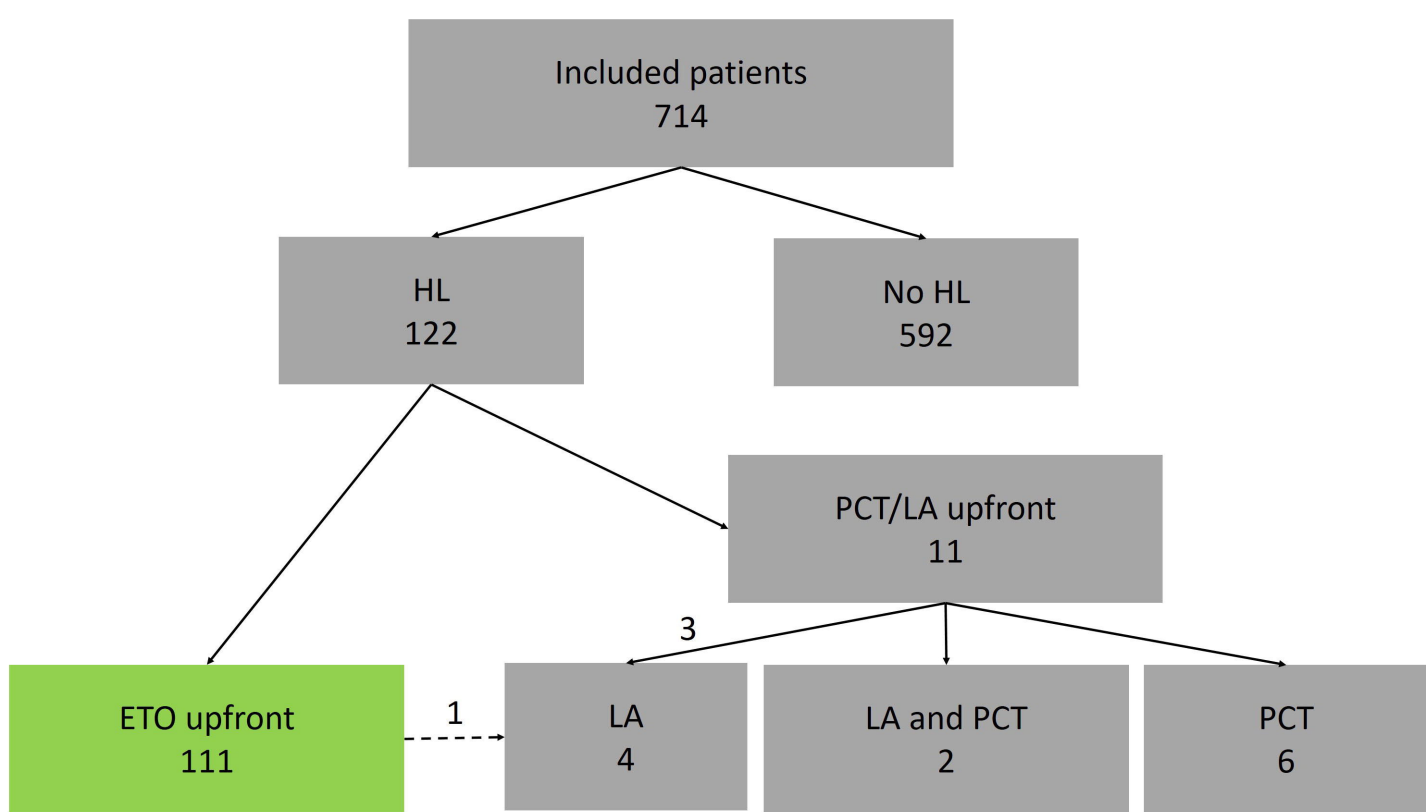 Included patients
714
HL
122
No HL
592
PCT/LA upfront
11
3
ETO upfront
111
1
LA
4
LA and PCT
2
PCT
6